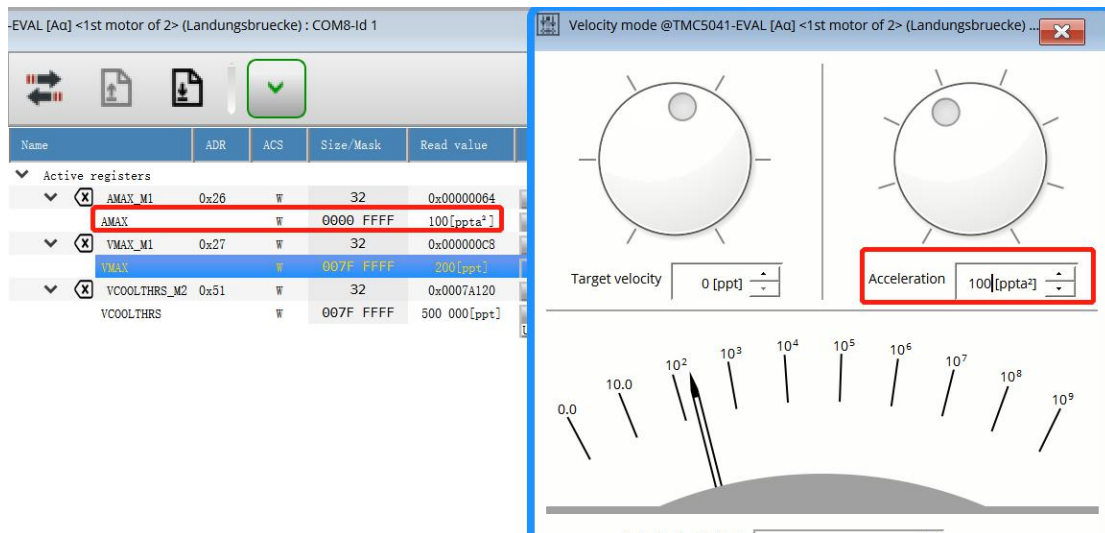 -EVAL [Aα] <1st motor of 2> (Landungsbruecke) : COM8-Id 1
Name ADR ACS Size/Mask Read value
Active registers
AMAX_M1 0x26 W 32 0x00000064
AMAX W 0000 FFFF 100[ppta²]
VMAX_M1 0x27 W 32 0x000000C8
VMAX W 007F FFFF 200[ppt]
VCOOLTHRS_M2 0x51 W 32 0x0007A120
VCOOLTHRS W 007F FFFF 500 000[ppt]
Velocity mode @TMC5041-EVAL [Aα] <1st motor of 2> (Landungsbruecke) ...
Target velocity 0 [ppt]
Acceleration 100 [ppta²]
0.0 10.0 10² 10³ 10⁴ 10⁵ 10⁶ 10⁷ 10⁸ 10⁹